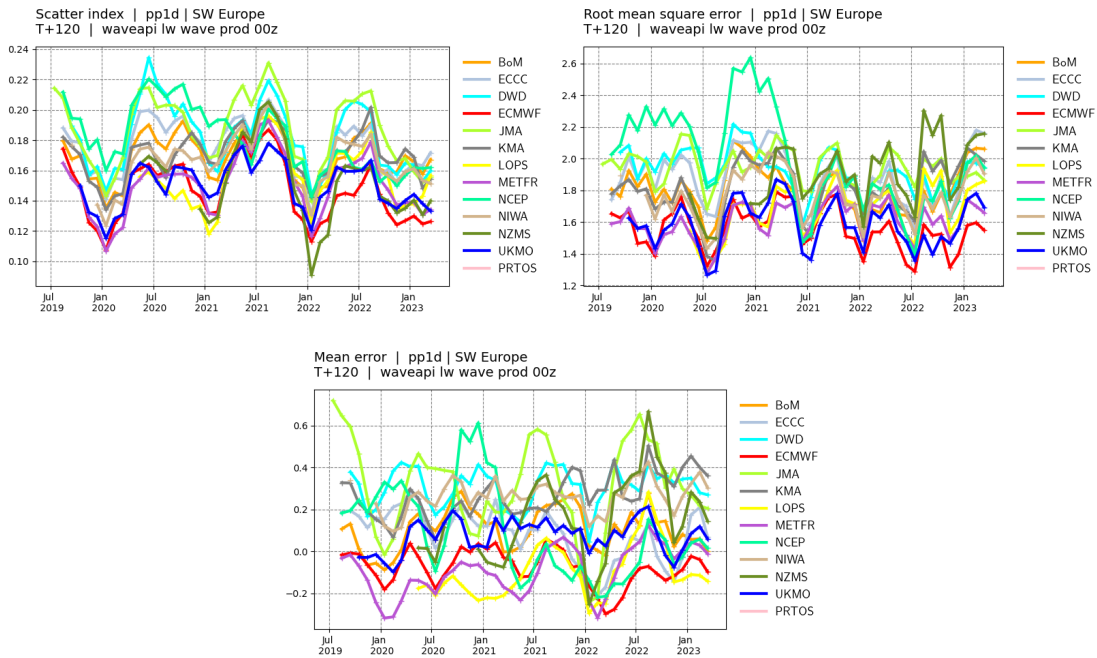 Scatter index | pp1d | SW Europe
T+120 | waveapi lw wave prod 00z
0.24
0.22
0.20
0.18
0.16
0.14
0.12
0.10
Jul 2019
Jan 2020
Jul 2020
Jan 2021
Jul 2021
Jan 2022
Jul 2022
Jan 2023
BoM
ECCC
DWD
ECMWF
JMA
KMA
LOPS
METFR
NCEP
NIWA
NZMS
UKMO
PRTOS
Root mean square error | pp1d | SW Europe
T+120 | waveapi lw wave prod 00z
2.6
2.4
2.2
2.0
1.8
1.6
1.4
1.2
Jul 2019
Jan 2020
Jul 2020
Jan 2021
Jul 2021
Jan 2022
Jul 2022
Jan 2023
BoM
ECCC
DWD
ECMWF
JMA
KMA
LOPS
METFR
NCEP
NIWA
NZMS
UKMO
PRTOS
Mean error | pp1d | SW Europe
T+120 | waveapi lw wave prod 00z
0.6
0.4
0.2
0.0
−0.2
Jul 2019
Jan 2020
Jul 2020
Jan 2021
Jul 2021
Jan 2022
Jul 2022
Jan 2023
BoM
ECCC
DWD
ECMWF
JMA
KMA
LOPS
METFR
NCEP
NIWA
NZMS
UKMO
PRTOS